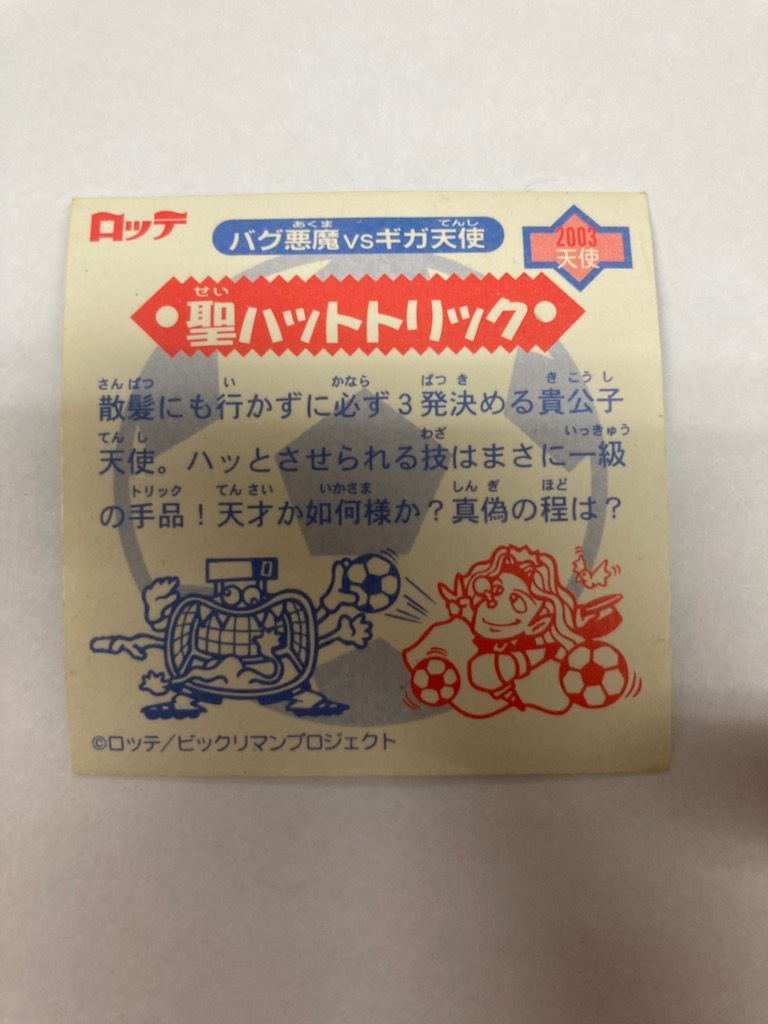 ロッテ
バグ悪魔vsギガ天使
あくま
てんし
2003
天使
せい
聖ハットトリック
さんぱつ い かなら ぱつ き き こうし
散髪にも行かずに必ず3発決める貴公子
てんし わざ いっきゅう
天使。ハッとさせられる技はまさに一級
トリック てんさい いかさま しんぎ ほど
の手品！天才か如何様か？真偽の程は？
©ロッテ/ビックリマンプロジェクト